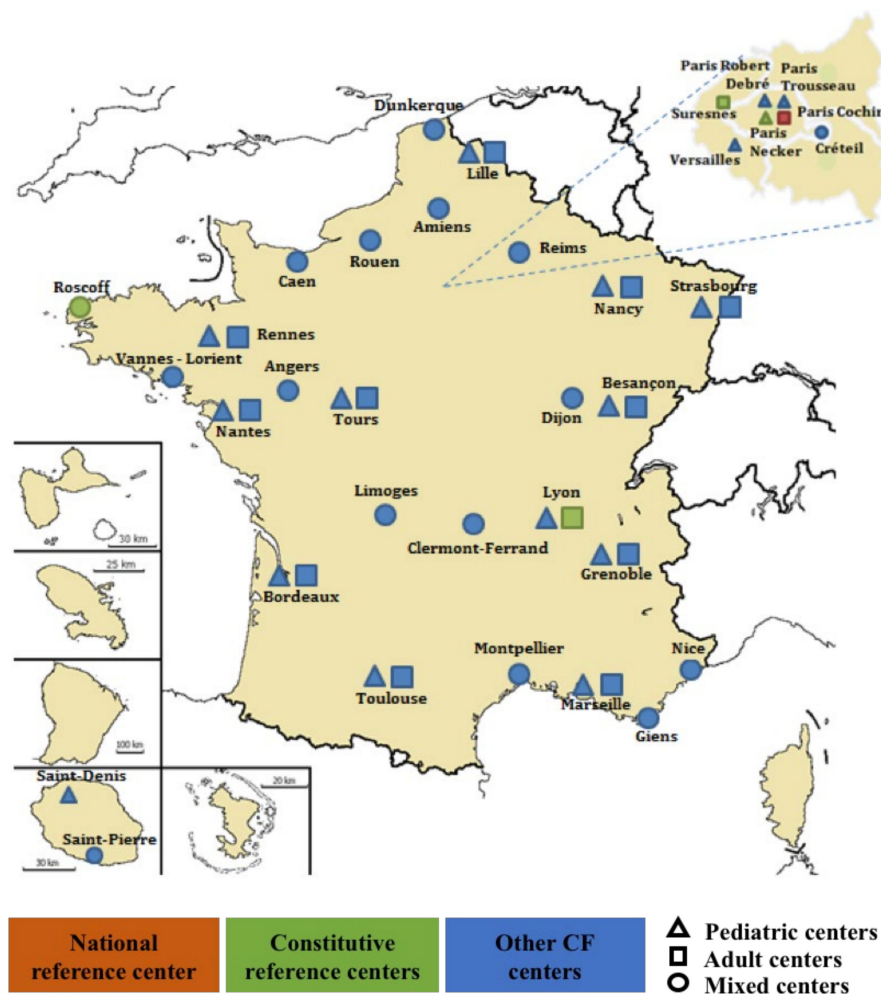 Paris Robert
Debré
Paris
Trousseau
Suresnes
Paris Cochin
Paris
Necker
Créteil
Versailles
Dunkerque
Lille
Amiens
Rouen
Reims
Caen
Roscoff
Nancy
Strasbourg
Rennes
Vannes - Lorient
Angers
Nantes
Tours
Besançon
Dijon
Limoges
Lyon
Clermont-Ferrand
Grenoble
Bordeaux
Montpellier
Nice
Toulouse
Marseille
Giens
30 km
25 km
100 km
Saint-Denis
Saint-Pierre
30 km
20 km
National
reference center
Constitutive
reference centers
Other CF
centers
Pediatric centers
Adult centers
Mixed centers